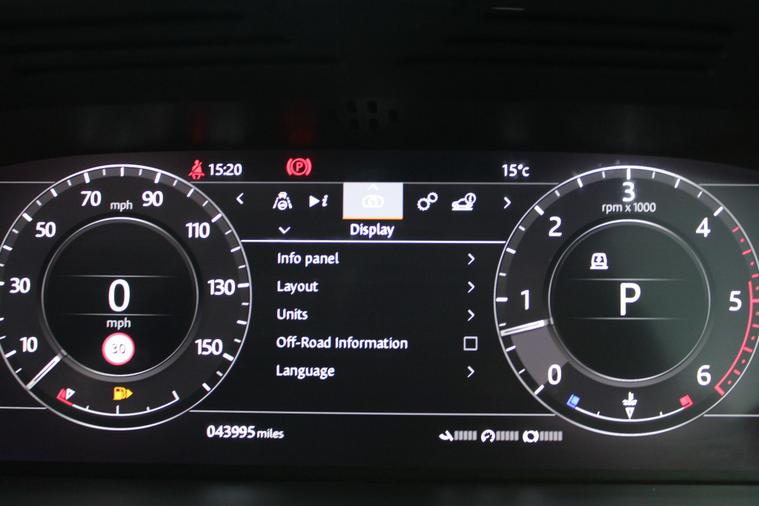 15:20
P
15°c
70 mph 90
50
110
30
130
10
150
0
mph
30
Display
Info panel
Layout
Units
Off-Road Information
Language
043995 miles
3
rpm x 1000
2
4
1
5
0
6
P